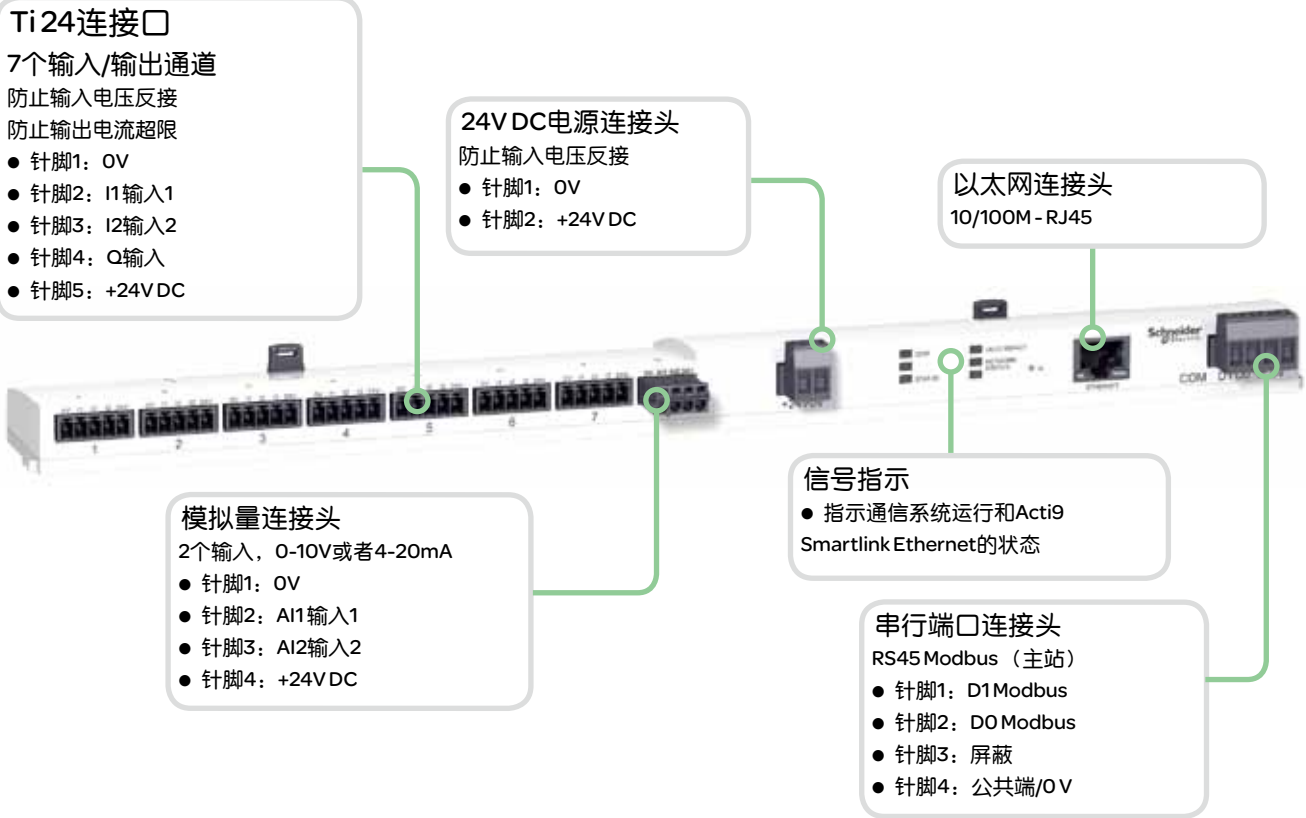 Ti24连接口
7个输入/输出通道
防止输入电压反接
防止输出电流超限
● 针脚1：0V
● 针脚2：I1输入1
● 针脚3：I2输入2
● 针脚4：Q输入
● 针脚5：+24V DC
24V DC电源连接头
防止输入电压反接
● 针脚1：0V
● 针脚2：+24V DC
以太网连接头
10/100M - RJ45
Schneider
Electric
COM
ETHERNET
1
2
3
4
5
6
7
模拟量连接头
2个输入，0-10V或者4-20mA
● 针脚1：0V
● 针脚2：AI1输入1
● 针脚3：AI2输入2
● 针脚4：+24V DC
信号指示
● 指示通信系统运行和Acti9
Smartlink Ethernet的状态
串行端口连接头
RS45 Modbus（主站）
● 针脚1：D1 Modbus
● 针脚2：D0 Modbus
● 针脚3：屏蔽
● 针脚4：公共端/0 V